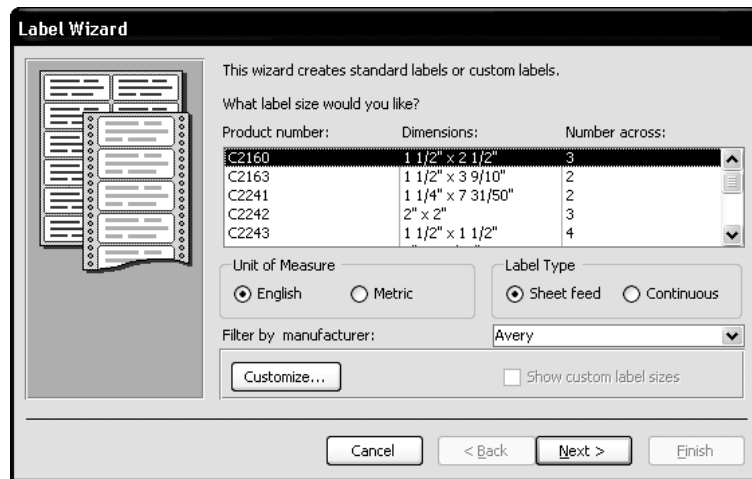 Label Wizard
This wizard creates standard labels or custom labels.
What label size would you like?
Product number: Dimensions: Number across:
C2160 1 1/2" x 2 1/2" 3
C2163 1 1/2" x 3 9/10" 2
C2241 1 1/4" x 7 31/50" 2
C2242 2" x 2" 3
C2243 1 1/2" x 1 1/2" 4
Unit of Measure Label Type
English Metric Sheet feed Continuous
Filter by manufacturer: Avery
Customize... Show custom label sizes
Cancel < Back Next > Finish